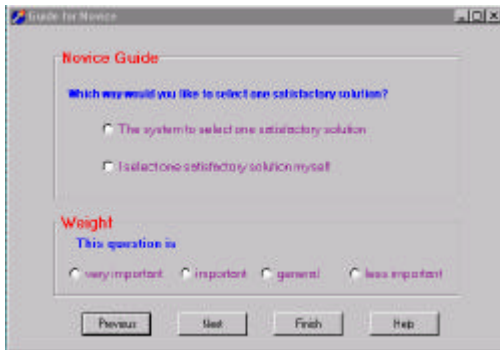 Guide for Novice
Novice Guide
Which way would you like to select one satisfactory solution?
The system to select one satisfactory solution
I select one satisfactory solution myself
Weight
This question is
very important important general less important
Previous Next Finish Help